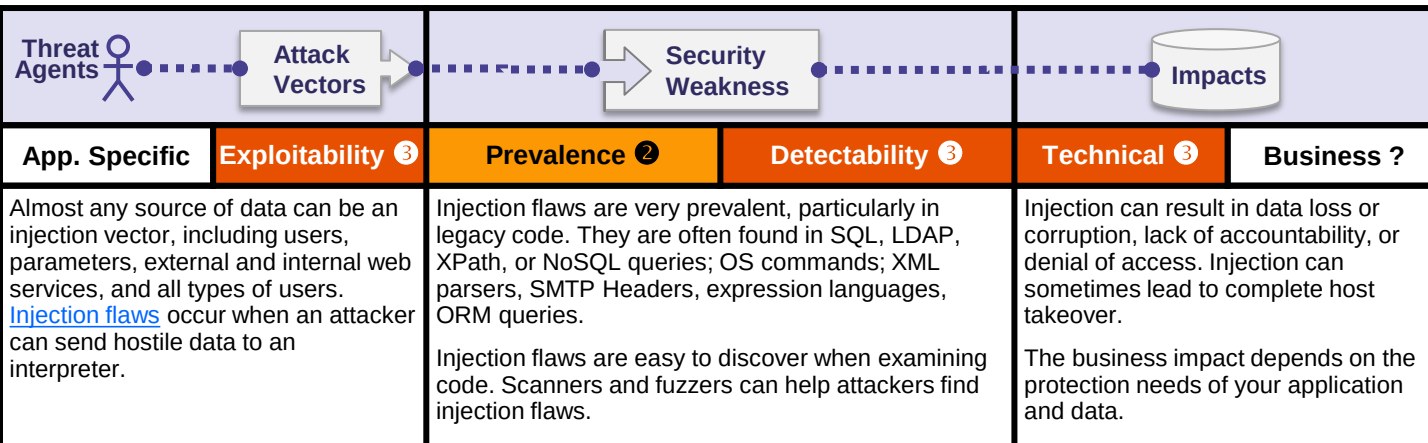 Threat
Agents
Attack
Vectors
Security
Weakness
Impacts
App. Specific
Exploitability ❸
Prevalence ❷
Detectability ❸
Technical ❸
Business ?
Almost any source of data can be an
injection vector, including users,
parameters, external and internal web
services, and all types of users.
Injection flaws occur when an attacker
can send hostile data to an
interpreter.
Injection flaws are very prevalent, particularly in
legacy code. They are often found in SQL, LDAP,
XPath, or NoSQL queries; OS commands; XML
parsers, SMTP Headers, expression languages,
ORM queries.
Injection flaws are easy to discover when examining
code. Scanners and fuzzers can help attackers find
injection flaws.
Injection can result in data loss or
corruption, lack of accountability, or
denial of access. Injection can
sometimes lead to complete host
takeover.
The business impact depends on the
protection needs of your application
and data.